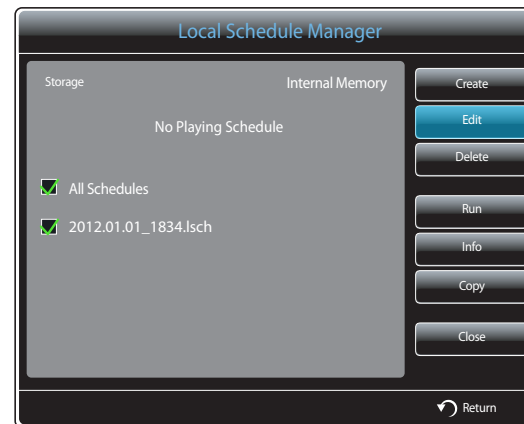 Local Schedule Manager
Storage Internal Memory
No Playing Schedule
All Schedules
2012.01.01_1834.lsch
Create
Edit
Delete
Run
Info
Copy
Close
Return